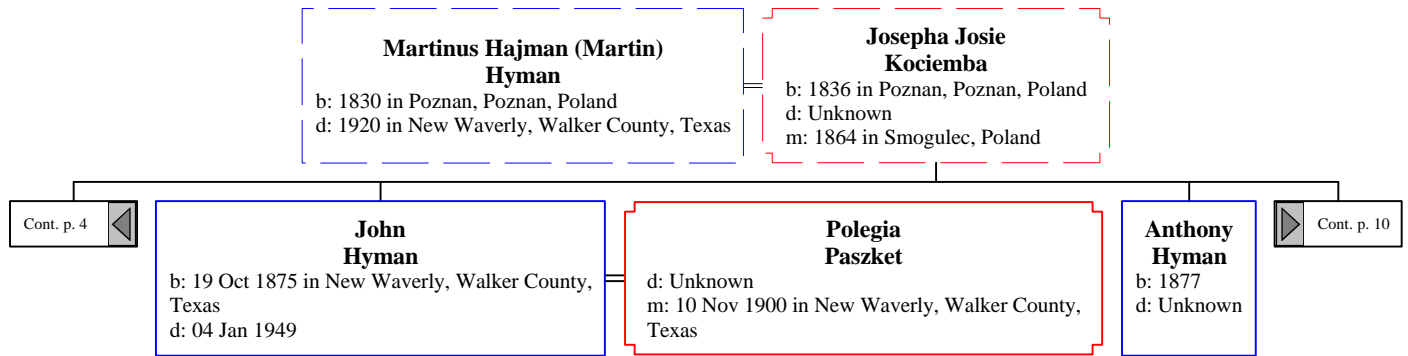 Martinus Hajman (Martin)
Hyman
b: 1830 in Poznan, Poznan, Poland
d: 1920 in New Waverly, Walker County, Texas
Josepha Josie
Kociemba
b: 1836 in Poznan, Poznan, Poland
d: Unknown
m: 1864 in Smogulec, Poland
Cont. p. 4
John
Hyman
b: 19 Oct 1875 in New Waverly, Walker County,
Texas
d: 04 Jan 1949
Polegia
Paszket
d: Unknown
m: 10 Nov 1900 in New Waverly, Walker County,
Texas
Anthony
Hyman
b: 1877
d: Unknown
Cont. p. 10